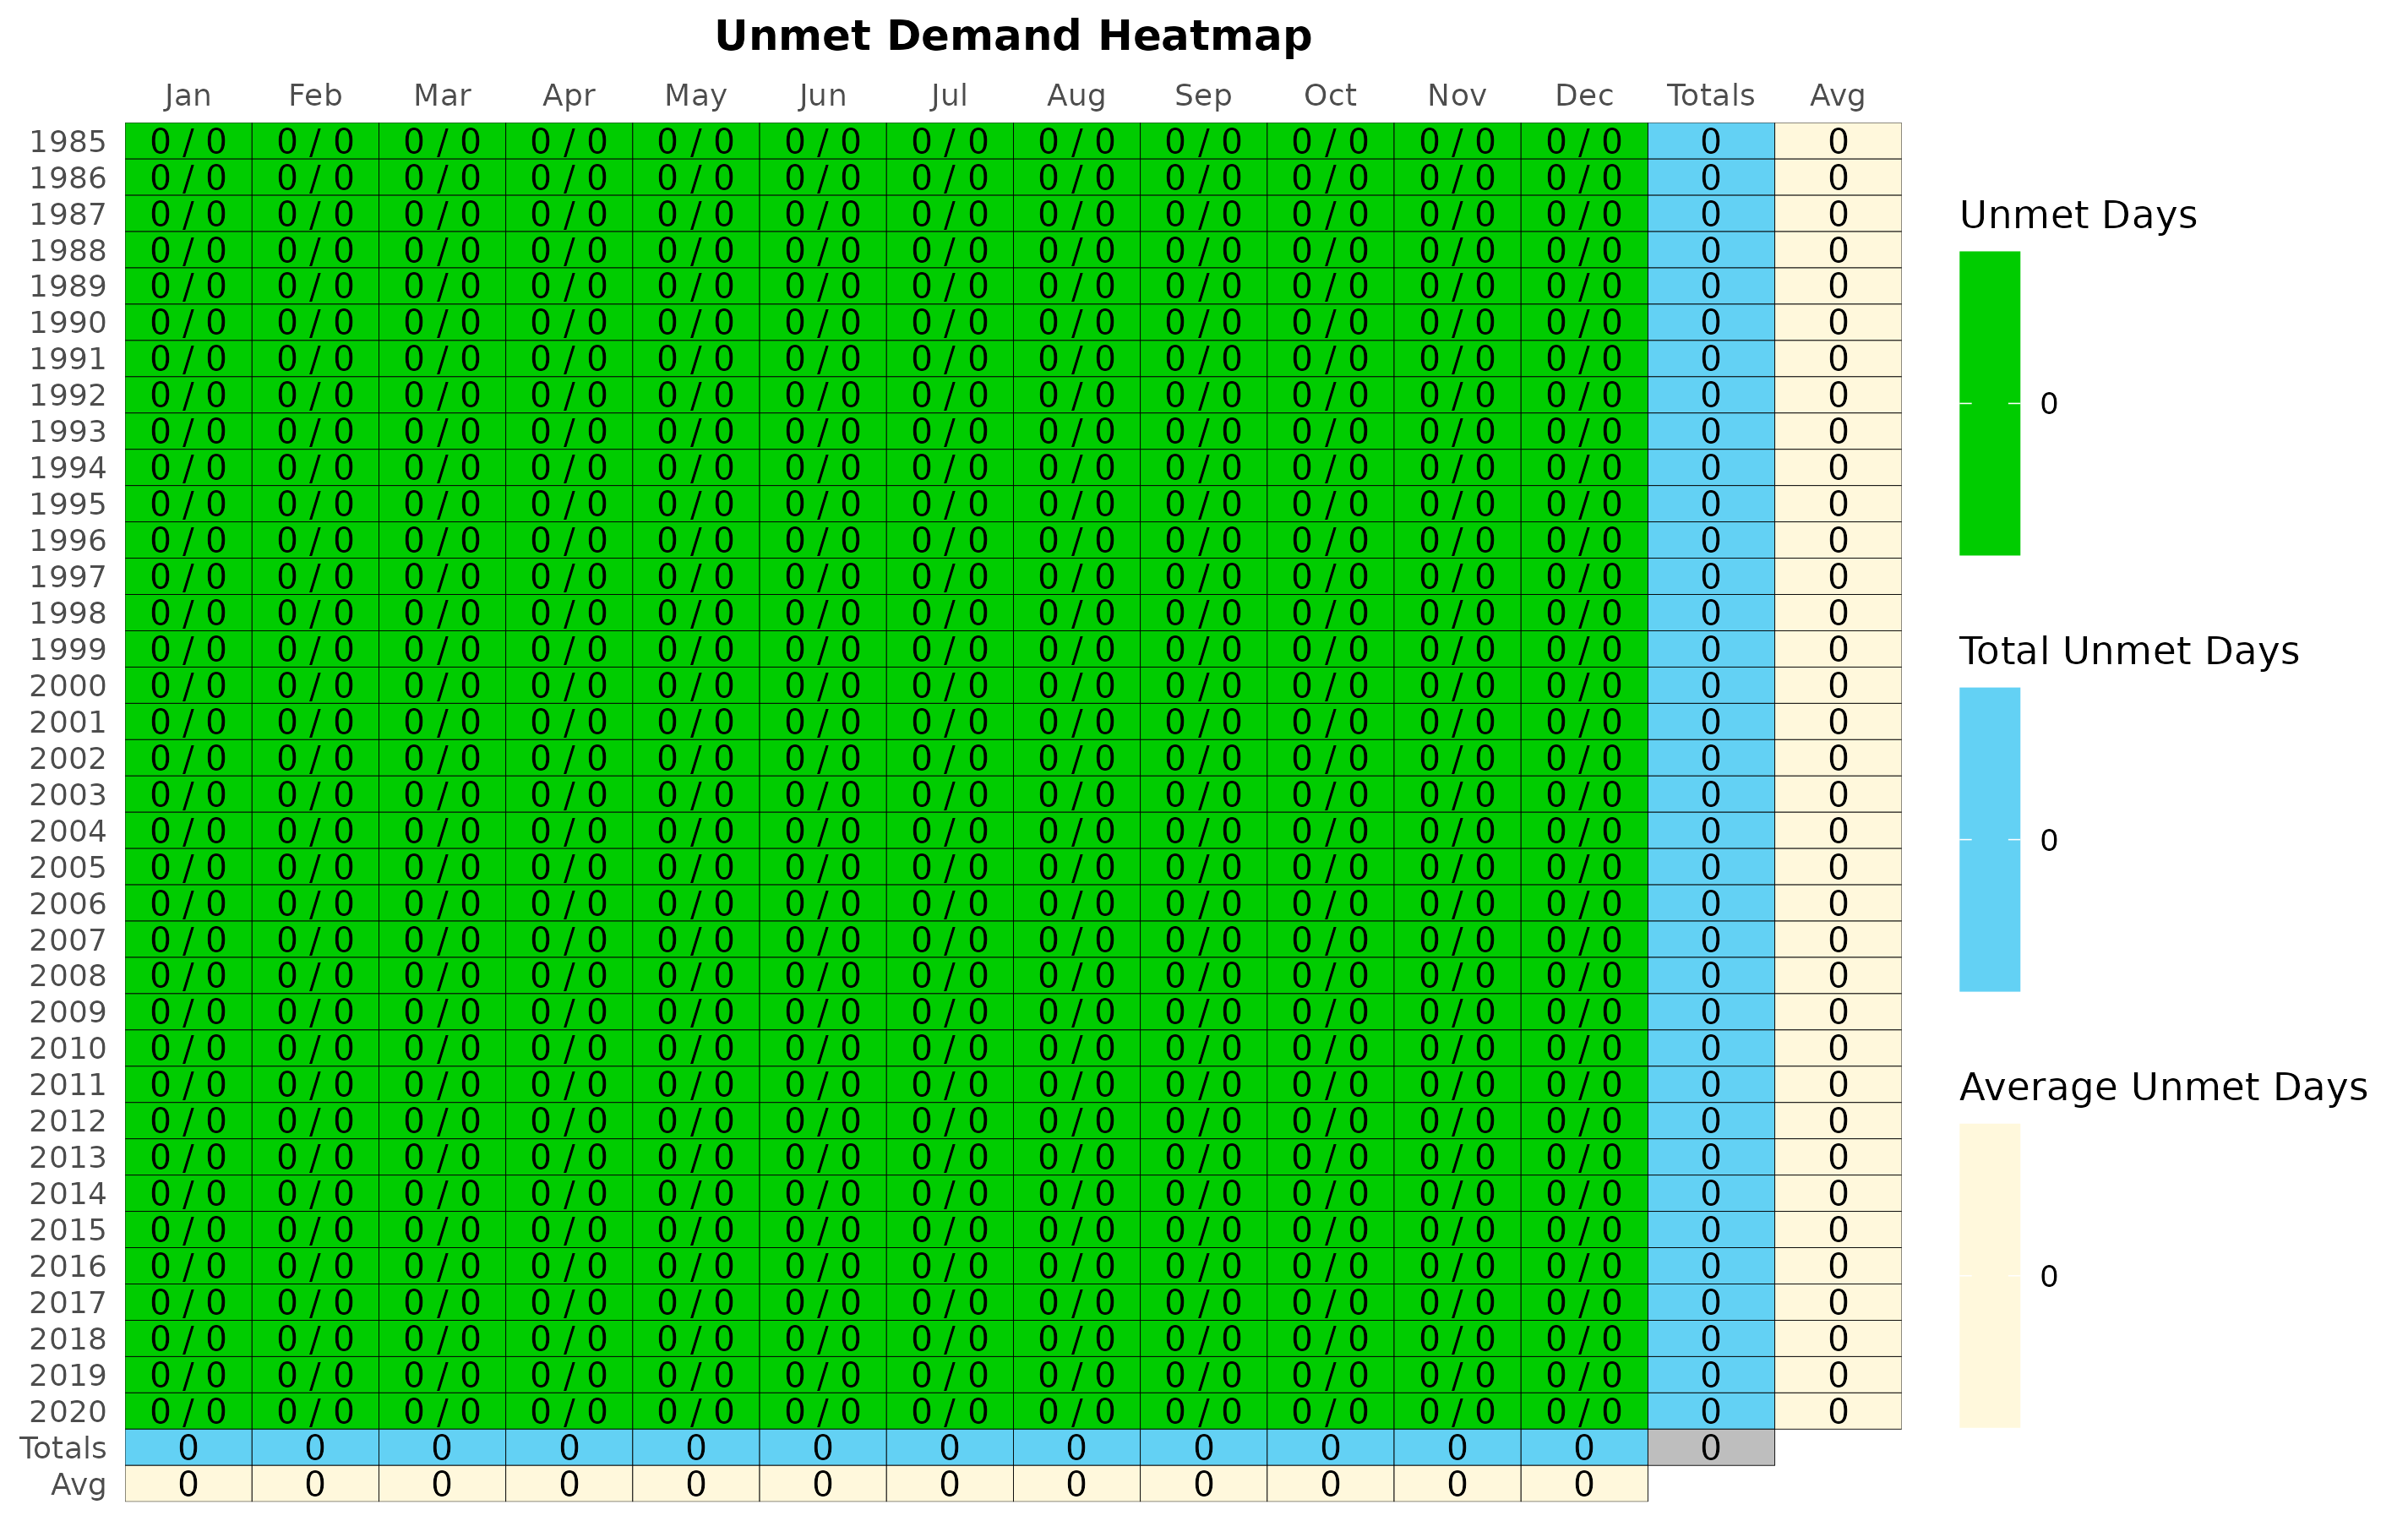 Unmet Demand Heatmap
Jan Feb Mar Apr May Jun Jul Aug Sep Oct Nov Dec Totals Avg
1985 0 / 0 0 / 0 0 / 0 0 / 0 0 / 0 0 / 0 0 / 0 0 / 0 0 / 0 0 / 0 0 / 0 0 / 0 0 0
1986 0 / 0 0 / 0 0 / 0 0 / 0 0 / 0 0 / 0 0 / 0 0 / 0 0 / 0 0 / 0 0 / 0 0 / 0 0 0
1987 0 / 0 0 / 0 0 / 0 0 / 0 0 / 0 0 / 0 0 / 0 0 / 0 0 / 0 0 / 0 0 / 0 0 / 0 0 0
1988 0 / 0 0 / 0 0 / 0 0 / 0 0 / 0 0 / 0 0 / 0 0 / 0 0 / 0 0 / 0 0 / 0 0 / 0 0 0
1989 0 / 0 0 / 0 0 / 0 0 / 0 0 / 0 0 / 0 0 / 0 0 / 0 0 / 0 0 / 0 0 / 0 0 / 0 0 0
1990 0 / 0 0 / 0 0 / 0 0 / 0 0 / 0 0 / 0 0 / 0 0 / 0 0 / 0 0 / 0 0 / 0 0 / 0 0 0
1991 0 / 0 0 / 0 0 / 0 0 / 0 0 / 0 0 / 0 0 / 0 0 / 0 0 / 0 0 / 0 0 / 0 0 / 0 0 0
1992 0 / 0 0 / 0 0 / 0 0 / 0 0 / 0 0 / 0 0 / 0 0 / 0 0 / 0 0 / 0 0 / 0 0 / 0 0 0
1993 0 / 0 0 / 0 0 / 0 0 / 0 0 / 0 0 / 0 0 / 0 0 / 0 0 / 0 0 / 0 0 / 0 0 / 0 0 0
1994 0 / 0 0 / 0 0 / 0 0 / 0 0 / 0 0 / 0 0 / 0 0 / 0 0 / 0 0 / 0 0 / 0 0 / 0 0 0
1995 0 / 0 0 / 0 0 / 0 0 / 0 0 / 0 0 / 0 0 / 0 0 / 0 0 / 0 0 / 0 0 / 0 0 / 0 0 0
1996 0 / 0 0 / 0 0 / 0 0 / 0 0 / 0 0 / 0 0 / 0 0 / 0 0 / 0 0 / 0 0 / 0 0 / 0 0 0
1997 0 / 0 0 / 0 0 / 0 0 / 0 0 / 0 0 / 0 0 / 0 0 / 0 0 / 0 0 / 0 0 / 0 0 / 0 0 0
1998 0 / 0 0 / 0 0 / 0 0 / 0 0 / 0 0 / 0 0 / 0 0 / 0 0 / 0 0 / 0 0 / 0 0 / 0 0 0
1999 0 / 0 0 / 0 0 / 0 0 / 0 0 / 0 0 / 0 0 / 0 0 / 0 0 / 0 0 / 0 0 / 0 0 / 0 0 0
2000 0 / 0 0 / 0 0 / 0 0 / 0 0 / 0 0 / 0 0 / 0 0 / 0 0 / 0 0 / 0 0 / 0 0 / 0 0 0
2001 0 / 0 0 / 0 0 / 0 0 / 0 0 / 0 0 / 0 0 / 0 0 / 0 0 / 0 0 / 0 0 / 0 0 / 0 0 0
2002 0 / 0 0 / 0 0 / 0 0 / 0 0 / 0 0 / 0 0 / 0 0 / 0 0 / 0 0 / 0 0 / 0 0 / 0 0 0
2003 0 / 0 0 / 0 0 / 0 0 / 0 0 / 0 0 / 0 0 / 0 0 / 0 0 / 0 0 / 0 0 / 0 0 / 0 0 0
2004 0 / 0 0 / 0 0 / 0 0 / 0 0 / 0 0 / 0 0 / 0 0 / 0 0 / 0 0 / 0 0 / 0 0 / 0 0 0
2005 0 / 0 0 / 0 0 / 0 0 / 0 0 / 0 0 / 0 0 / 0 0 / 0 0 / 0 0 / 0 0 / 0 0 / 0 0 0
2006 0 / 0 0 / 0 0 / 0 0 / 0 0 / 0 0 / 0 0 / 0 0 / 0 0 / 0 0 / 0 0 / 0 0 / 0 0 0
2007 0 / 0 0 / 0 0 / 0 0 / 0 0 / 0 0 / 0 0 / 0 0 / 0 0 / 0 0 / 0 0 / 0 0 / 0 0 0
2008 0 / 0 0 / 0 0 / 0 0 / 0 0 / 0 0 / 0 0 / 0 0 / 0 0 / 0 0 / 0 0 / 0 0 / 0 0 0
2009 0 / 0 0 / 0 0 / 0 0 / 0 0 / 0 0 / 0 0 / 0 0 / 0 0 / 0 0 / 0 0 / 0 0 / 0 0 0
2010 0 / 0 0 / 0 0 / 0 0 / 0 0 / 0 0 / 0 0 / 0 0 / 0 0 / 0 0 / 0 0 / 0 0 / 0 0 0
2011 0 / 0 0 / 0 0 / 0 0 / 0 0 / 0 0 / 0 0 / 0 0 / 0 0 / 0 0 / 0 0 / 0 0 / 0 0 0
2012 0 / 0 0 / 0 0 / 0 0 / 0 0 / 0 0 / 0 0 / 0 0 / 0 0 / 0 0 / 0 0 / 0 0 / 0 0 0
2013 0 / 0 0 / 0 0 / 0 0 / 0 0 / 0 0 / 0 0 / 0 0 / 0 0 / 0 0 / 0 0 / 0 0 / 0 0 0
2014 0 / 0 0 / 0 0 / 0 0 / 0 0 / 0 0 / 0 0 / 0 0 / 0 0 / 0 0 / 0 0 / 0 0 / 0 0 0
2015 0 / 0 0 / 0 0 / 0 0 / 0 0 / 0 0 / 0 0 / 0 0 / 0 0 / 0 0 / 0 0 / 0 0 / 0 0 0
2016 0 / 0 0 / 0 0 / 0 0 / 0 0 / 0 0 / 0 0 / 0 0 / 0 0 / 0 0 / 0 0 / 0 0 / 0 0 0
2017 0 / 0 0 / 0 0 / 0 0 / 0 0 / 0 0 / 0 0 / 0 0 / 0 0 / 0 0 / 0 0 / 0 0 / 0 0 0
2018 0 / 0 0 / 0 0 / 0 0 / 0 0 / 0 0 / 0 0 / 0 0 / 0 0 / 0 0 / 0 0 / 0 0 / 0 0 0
2019 0 / 0 0 / 0 0 / 0 0 / 0 0 / 0 0 / 0 0 / 0 0 / 0 0 / 0 0 / 0 0 / 0 0 / 0 0 0
2020 0 / 0 0 / 0 0 / 0 0 / 0 0 / 0 0 / 0 0 / 0 0 / 0 0 / 0 0 / 0 0 / 0 0 / 0 0 0
Totals 0 0 0 0 0 0 0 0 0 0 0 0 0
Avg 0 0 0 0 0 0 0 0 0 0 0 0
Unmet Days
0
Total Unmet Days
0
Average Unmet Days
0